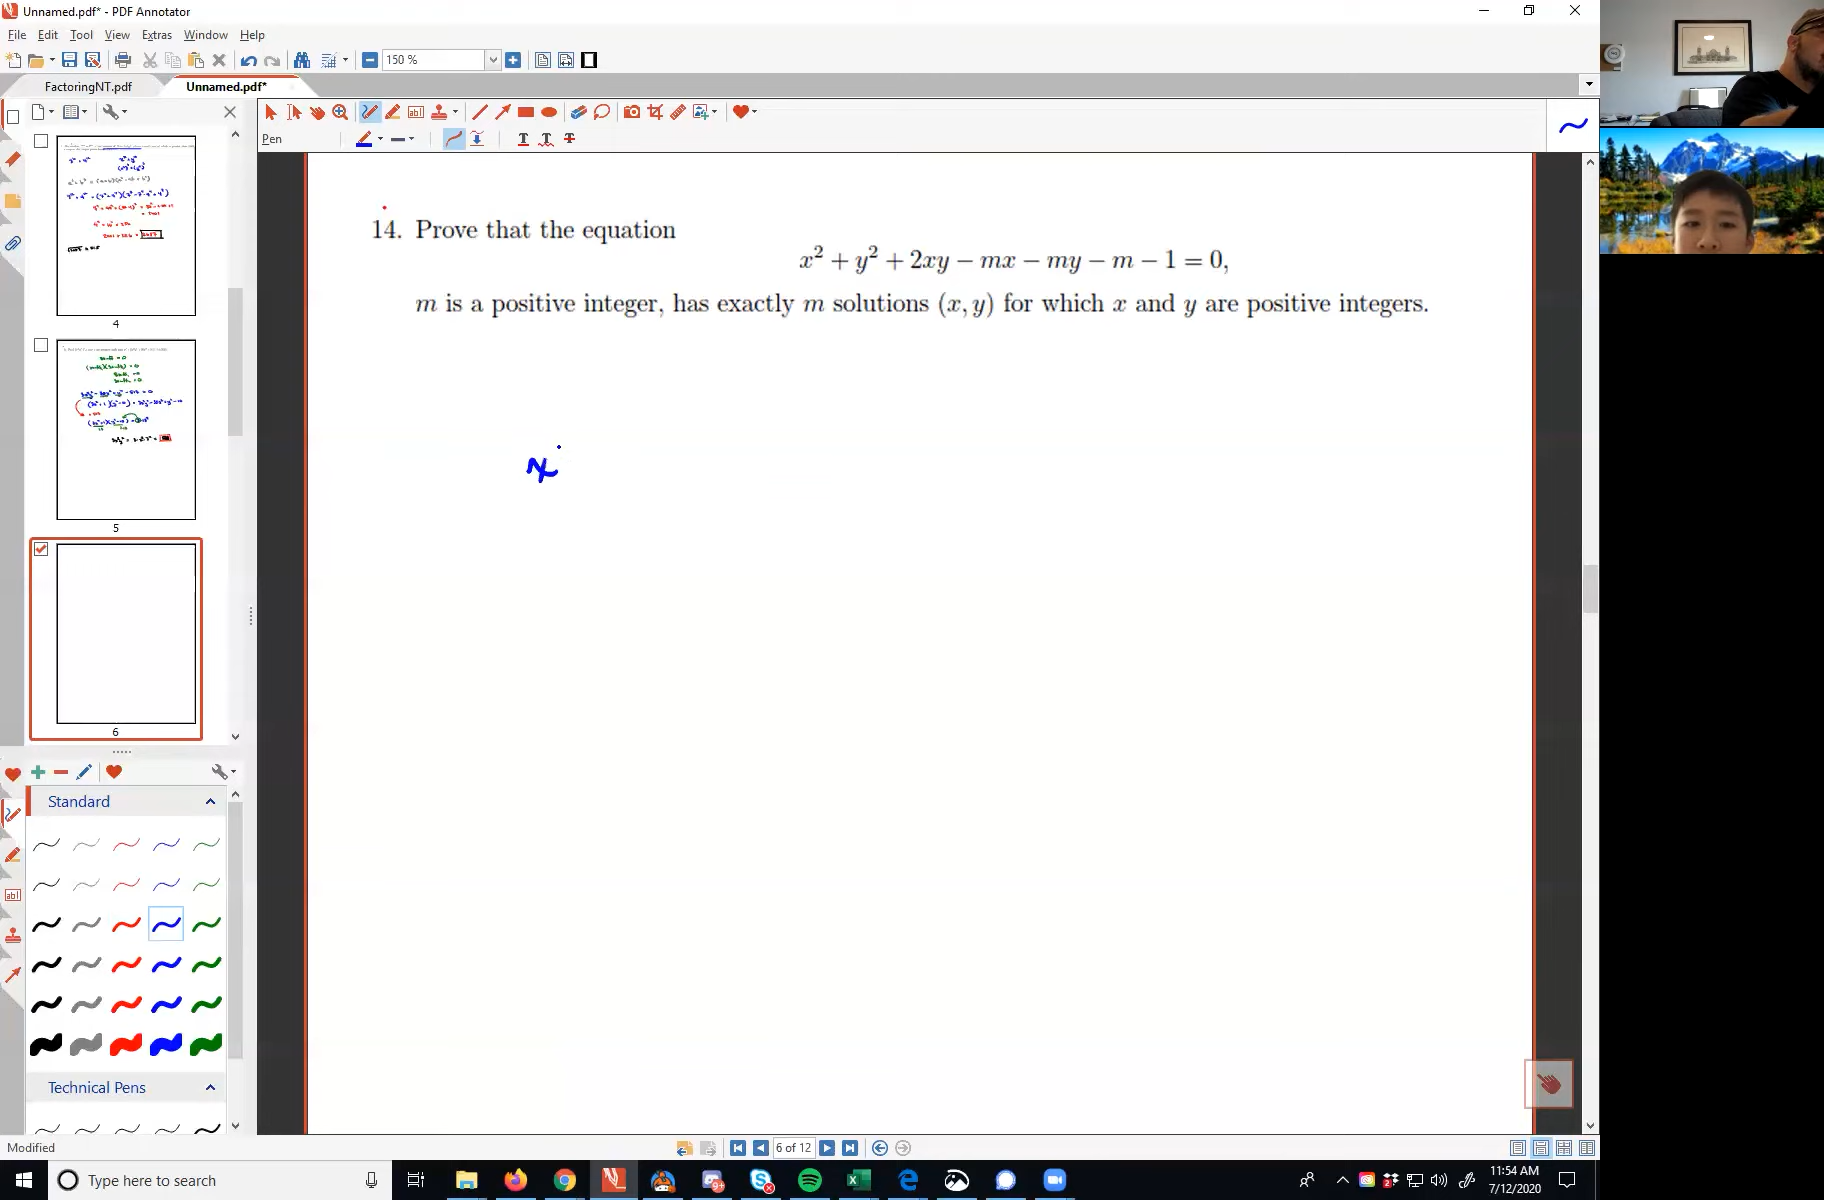 Unnamed.pdf* - PDF Annotator
File Edit Tool View Extras Window Help
150 %
FactoringNT.pdf Unnamed.pdf*
Pen
4
5
6
14. Prove that the equation
x² + y² + 2xy − mx − my − m − 1 = 0,
m is a positive integer, has exactly m solutions (x, y) for which x and y are positive integers.
x
Standard
Technical Pens
Modified
6 of 12
Type here to search
11:54 AM
7/12/2020